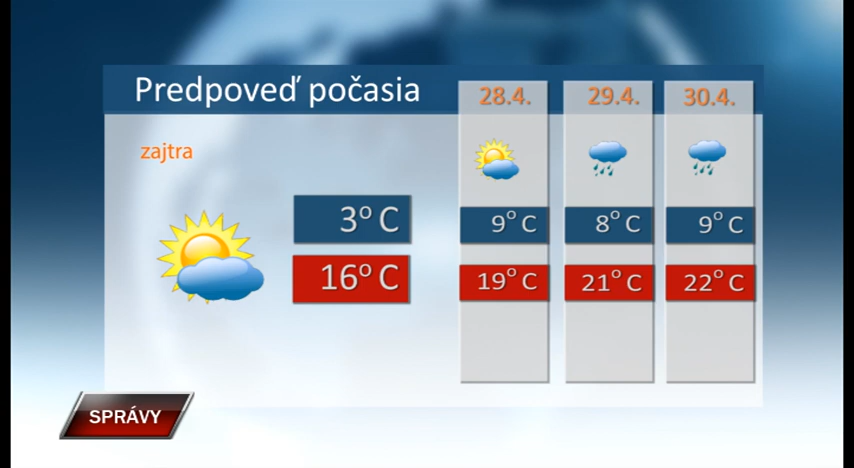 Predpoveď počasia
zajtra
3° C
16° C
28.4.
9° C
19° C
29.4.
8° C
21° C
30.4.
9° C
22° C
SPRÁVY